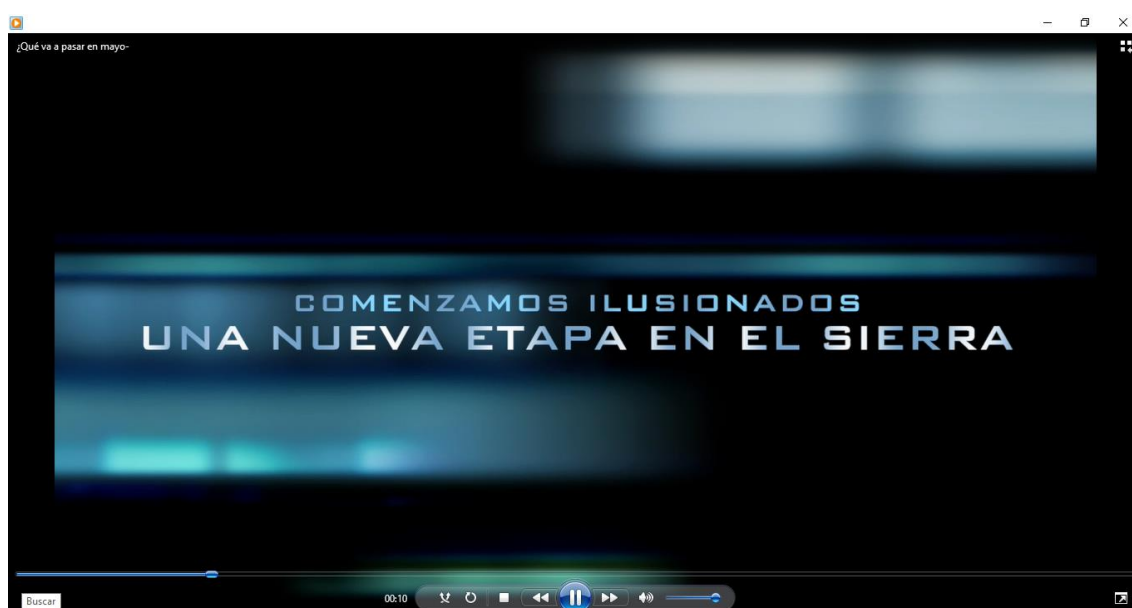 ¿Qué va a pasar en mayo-
COMENZAMOS ILUSIONADOS
UNA NUEVA ETAPA EN EL SIERRA
00:10
Buscar